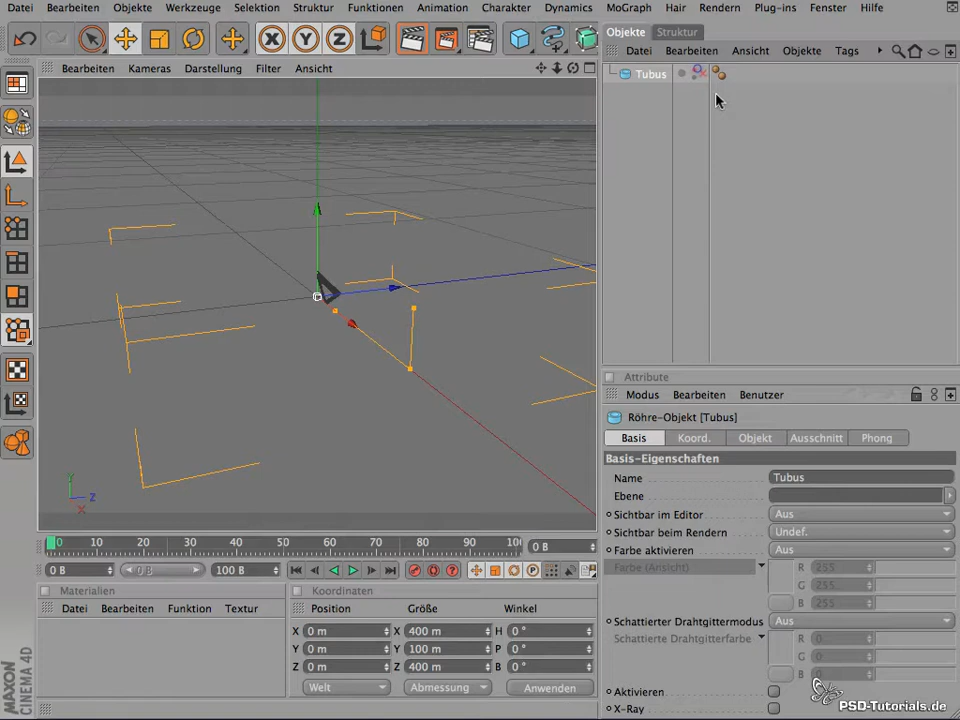 Datei Bearbeiten Objekte Werkzeuge Selektion Struktur Funktionen Animation Charakter Dynamics MoGraph Hair Rendern Plug-ins Fenster Hilfe
X Y Z
Objekte Struktur
Datei Bearbeiten Ansicht Objekte Tags
Bearbeiten Kameras Darstellung Filter Ansicht
Tubus
Y
Z
X
Attribute
Modus Bearbeiten Benutzer
Röhre-Objekt [Tubus]
Basis Koord. Objekt Ausschnitt Phong
Basis-Eigenschaften
Name Tubus
Ebene
Sichtbar im Editor Aus
Sichtbar beim Rendern Undef.
Farbe aktivieren Aus
Farbe (Ansicht) R 255
G 255
B 255
Schattierter Drahtgittermodus Aus
Schattierte Drahtgitterfarbe R 0
G 0
B 0
Aktivieren
X-Ray
0 10 20 30 40 50 60 70 80 90 100 0 B
0 B 0 B 100 B P
Materialien
Datei Bearbeiten Funktion Textur
Koordinaten
Position Größe Winkel
X 0 m X 400 m H 0 °
Y 0 m Y 100 m P 0 °
Z 0 m Z 400 m B 0 °
Welt Abmessung Anwenden
MAXON
CINEMA 4D
PSD-Tutorials.de